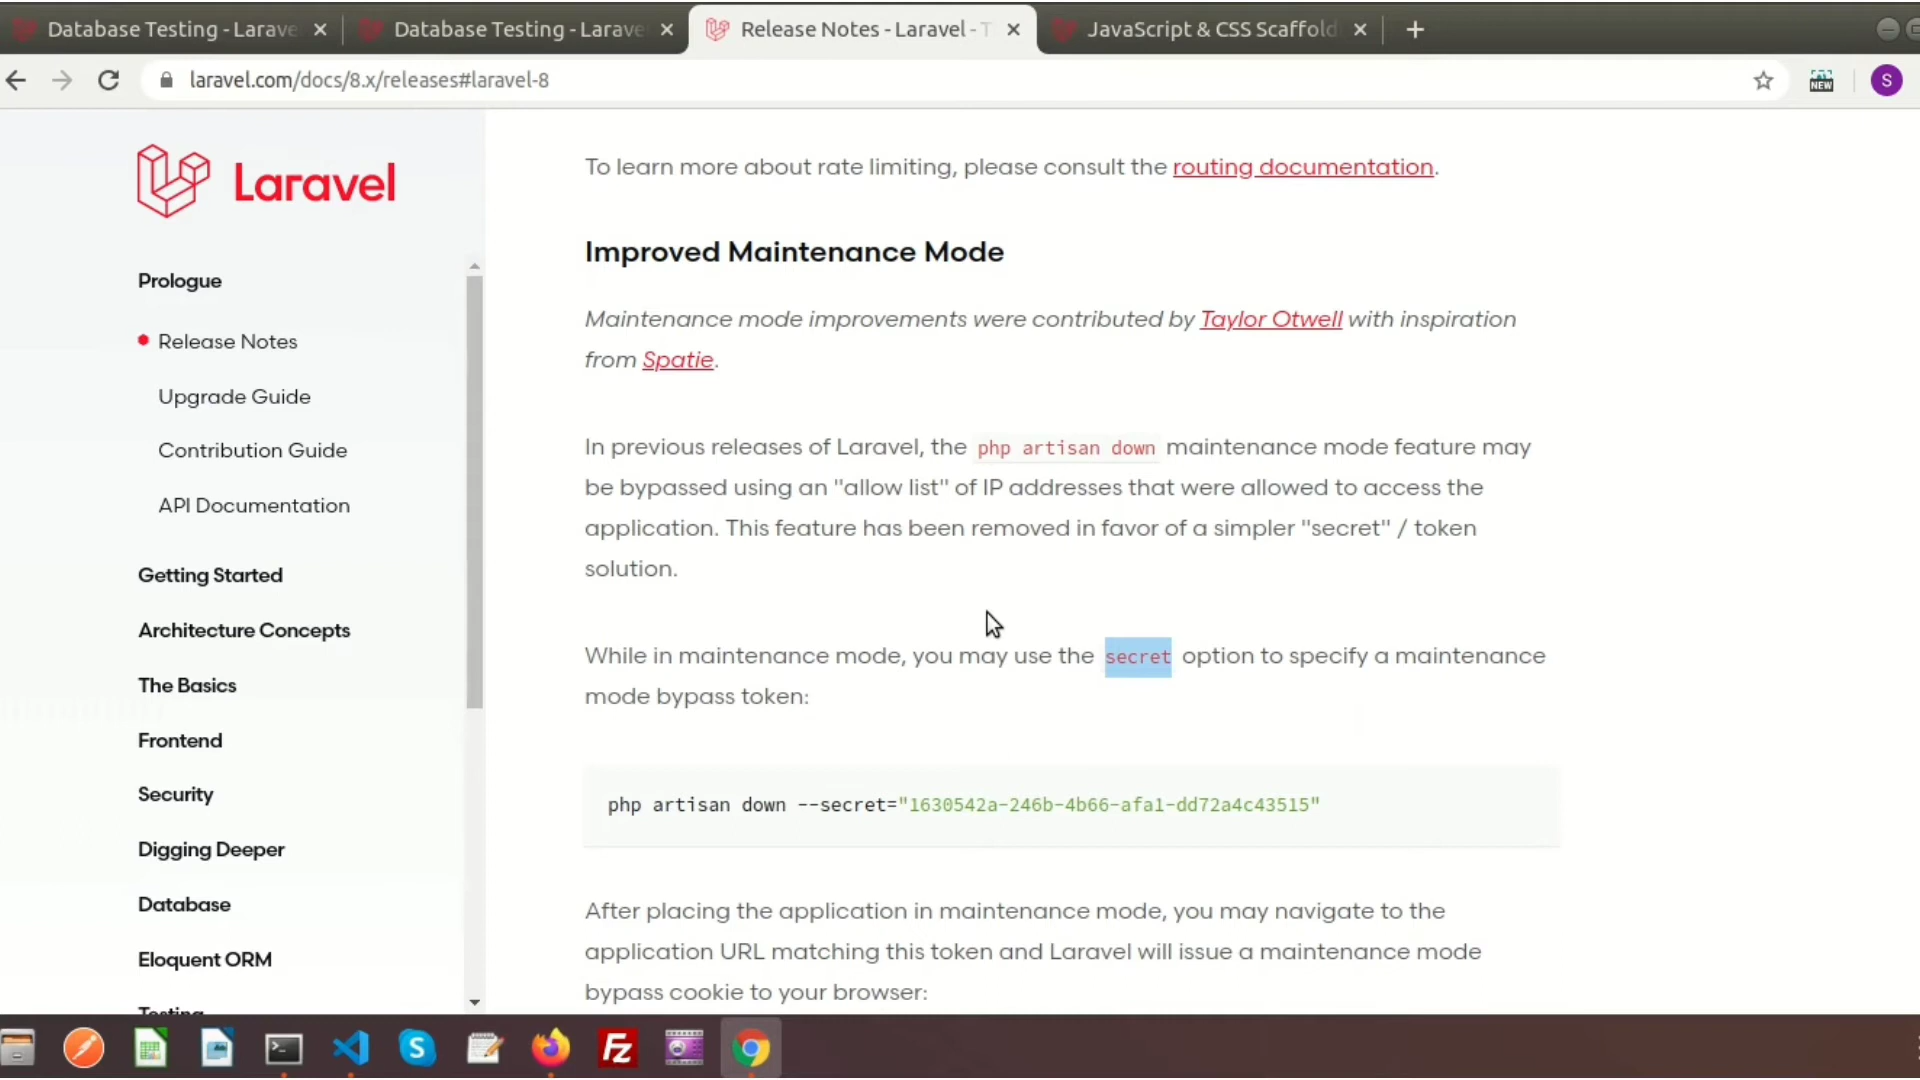 Database Testing - Larave
Database Testing - Larave
Release Notes - Laravel - T
JavaScript & CSS Scaffold
laravel.com/docs/8.x/releases#laravel-8
NEW
S
Laravel
Prologue
Release Notes
Upgrade Guide
Contribution Guide
API Documentation
Getting Started
Architecture Concepts
The Basics
Frontend
Security
Digging Deeper
Database
Eloquent ORM
Testing
To learn more about rate limiting, please consult the routing documentation.
Improved Maintenance Mode
Maintenance mode improvements were contributed by Taylor Otwell with inspiration
from Spatie.
In previous releases of Laravel, the php artisan down maintenance mode feature may
be bypassed using an "allow list" of IP addresses that were allowed to access the
application. This feature has been removed in favor of a simpler "secret" / token
solution.
While in maintenance mode, you may use the secret option to specify a maintenance
mode bypass token:
php artisan down --secret="1630542a-246b-4b66-afa1-dd72a4c43515"
After placing the application in maintenance mode, you may navigate to the
application URL matching this token and Laravel will issue a maintenance mode
bypass cookie to your browser: